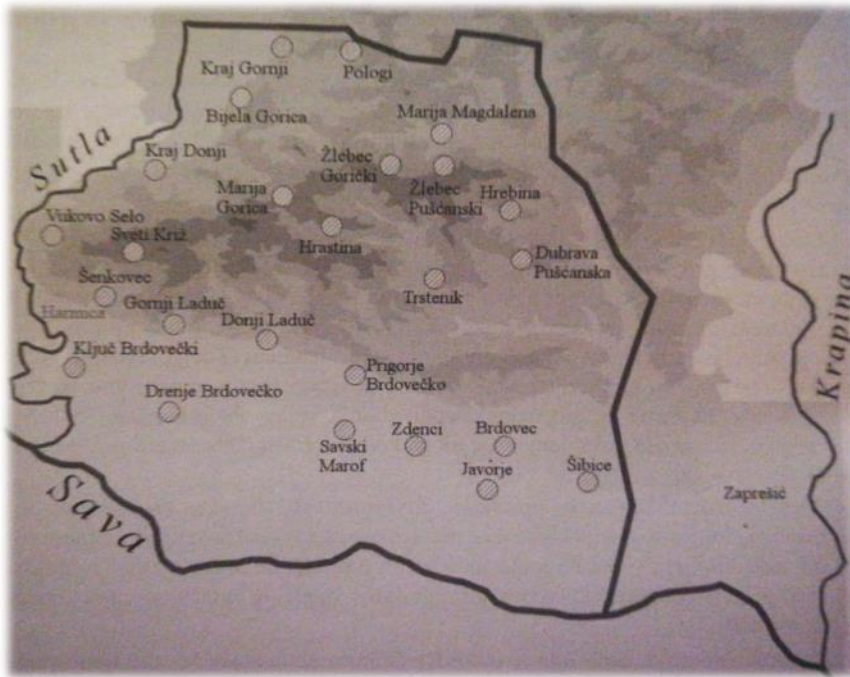 Kraj Gornji
Pologi
Bijela Gorica
Marija Magdalena
Sutla
Kraj Donji
Žlebec
Gorički
Žlebec
Pušćanski
Hrebina
Marija
Gorica
Vukovo Selo
Sveti Križ
Hrastina
Dubrava
Pušćanska
Šenkovec
Trstenik
Harmica
Gornji Laduč
Donji Laduč
Krapina
Ključ Brdovečki
Prigorje
Brdovečko
Drenje Brdovečko
Savski
Marof
Zdenci
Brdovec
Javorje
Šibice
Zaprešić
Sava